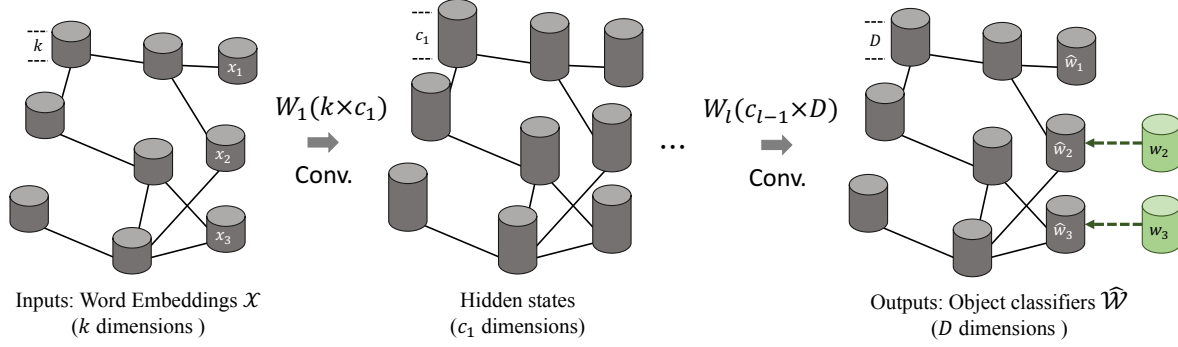 k
x₁
x₂
x₃
W₁(k×c₁)
Conv.
Inputs: Word Embeddings 𝒳
(k dimensions )
c₁
Hidden states
(c₁ dimensions)
...
Wₗ(cₗ₋₁×D)
Conv.
D
ŵ₁
ŵ₂
w₂
ŵ₃
w₃
Outputs: Object classifiers 𝒲̂
(D dimensions )